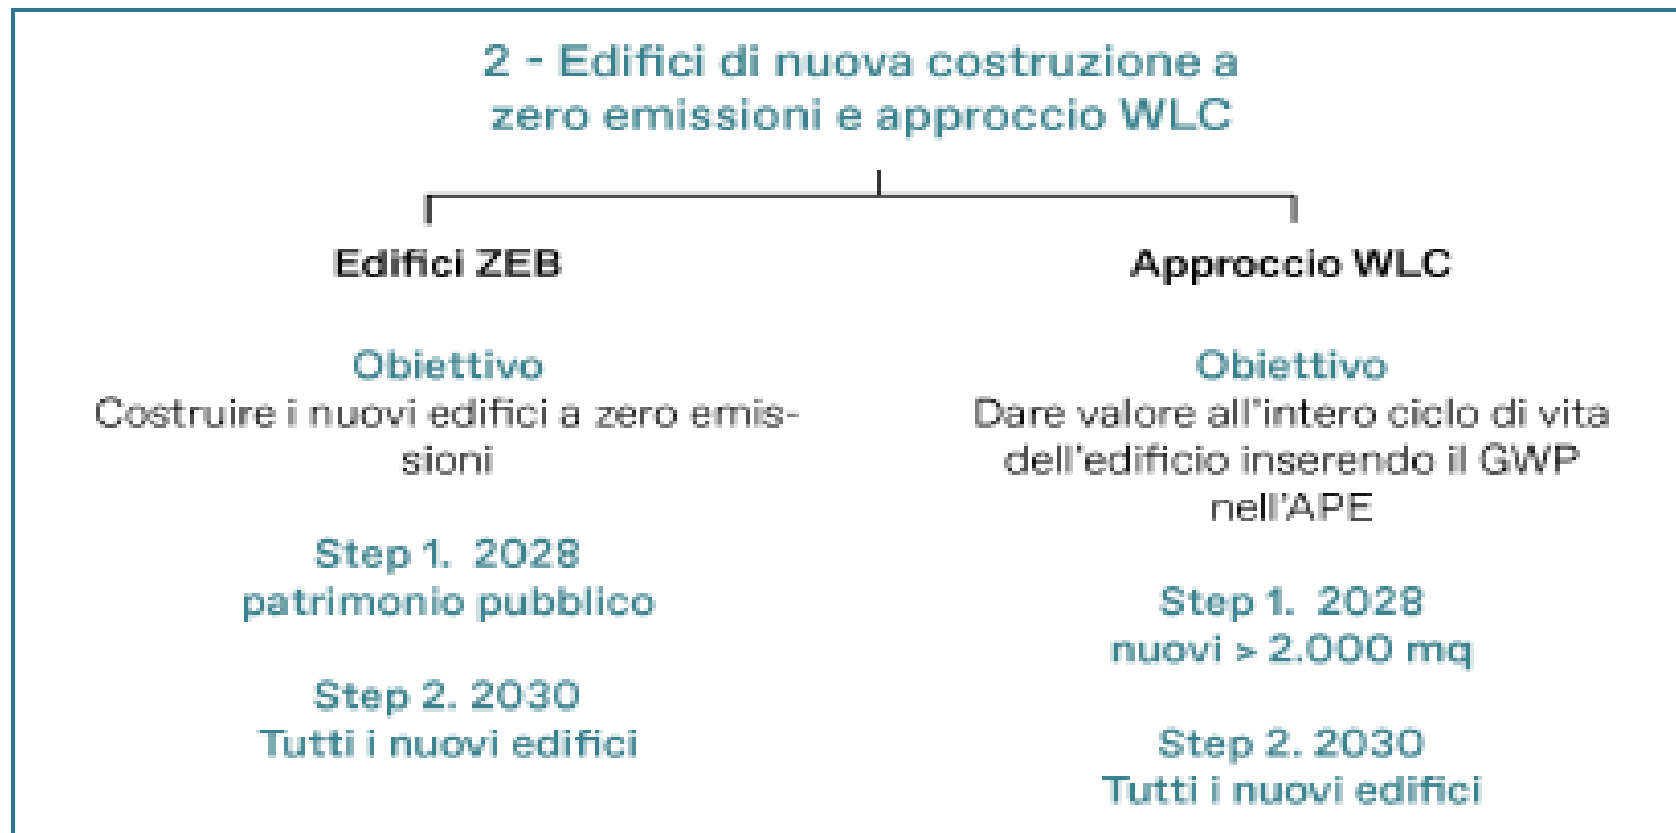 2 - Edifici di nuova costruzione a
zero emissioni e approccio WLC
Edifici ZEB
Obiettivo
Costruire i nuovi edifici a zero emis-
sioni
Step 1. 2028
patrimonio pubblico
Step 2. 2030
Tutti i nuovi edifici
Approccio WLC
Obiettivo
Dare valore all'intero ciclo di vita
dell'edificio inserendo il GWP
nell'APE
Step 1. 2028
nuovi > 2.000 mq
Step 2. 2030
Tutti i nuovi edifici